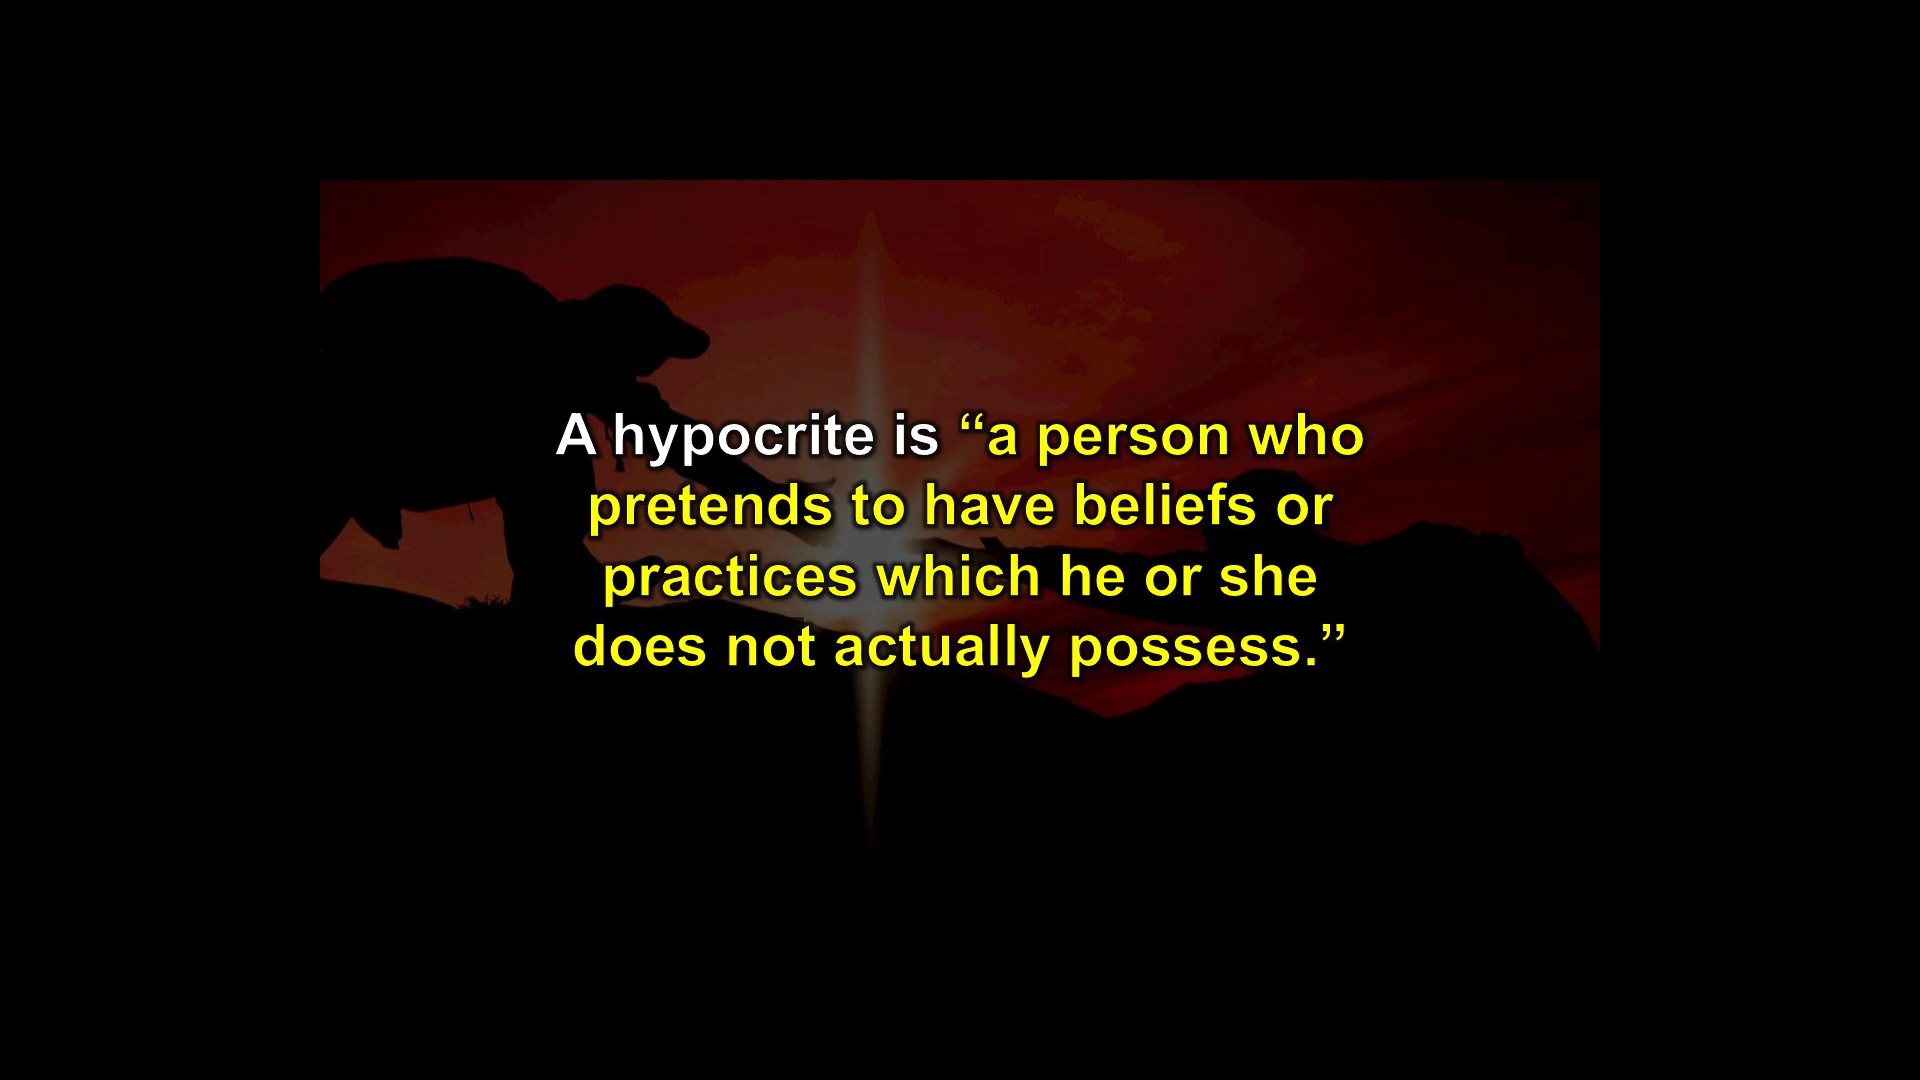 A hypocrite is “a person who
pretends to have beliefs or
practices which he or she
does not actually possess.”